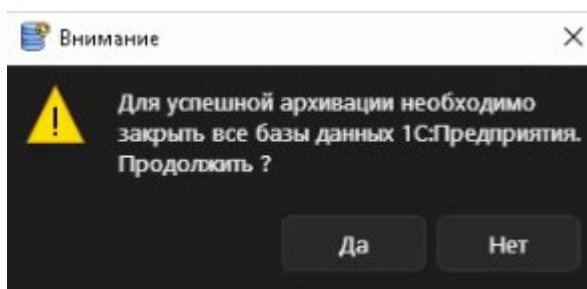 Внимание
Для успешной архивации необходимо
закрыть все базы данных 1С:Предприятия.
Продолжить ?
Да Нет